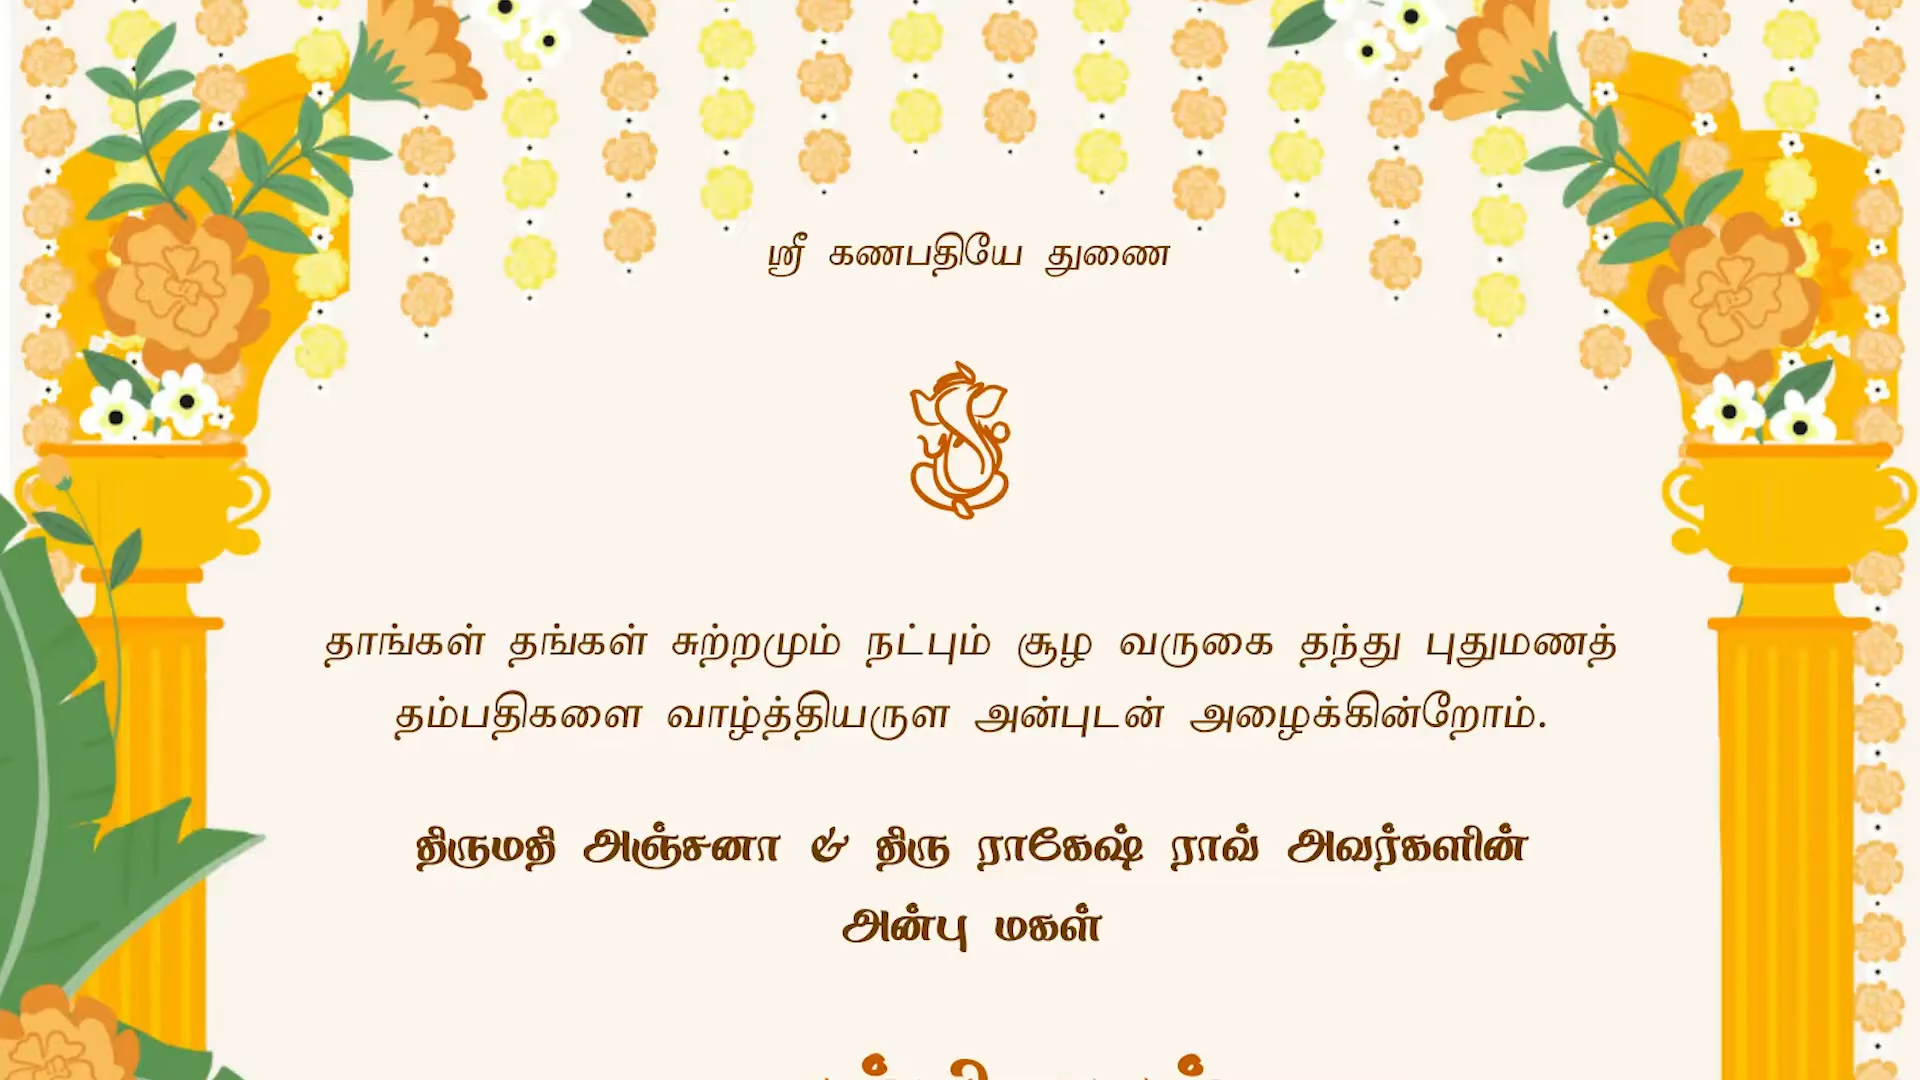 ஸ்ரீ கணபதியே துணை
தாங்கள் தங்கள் சுற்றமும் நட்பும் சூழ வருகை தந்து புதுமணத்
தம்பதிகளை வாழ்த்தியருள அன்புடன் அழைக்கின்றோம்.
திருமதி அஞ்சனா & திரு ராகேஷ் ராவ் அவர்களின்
அன்பு மகள்